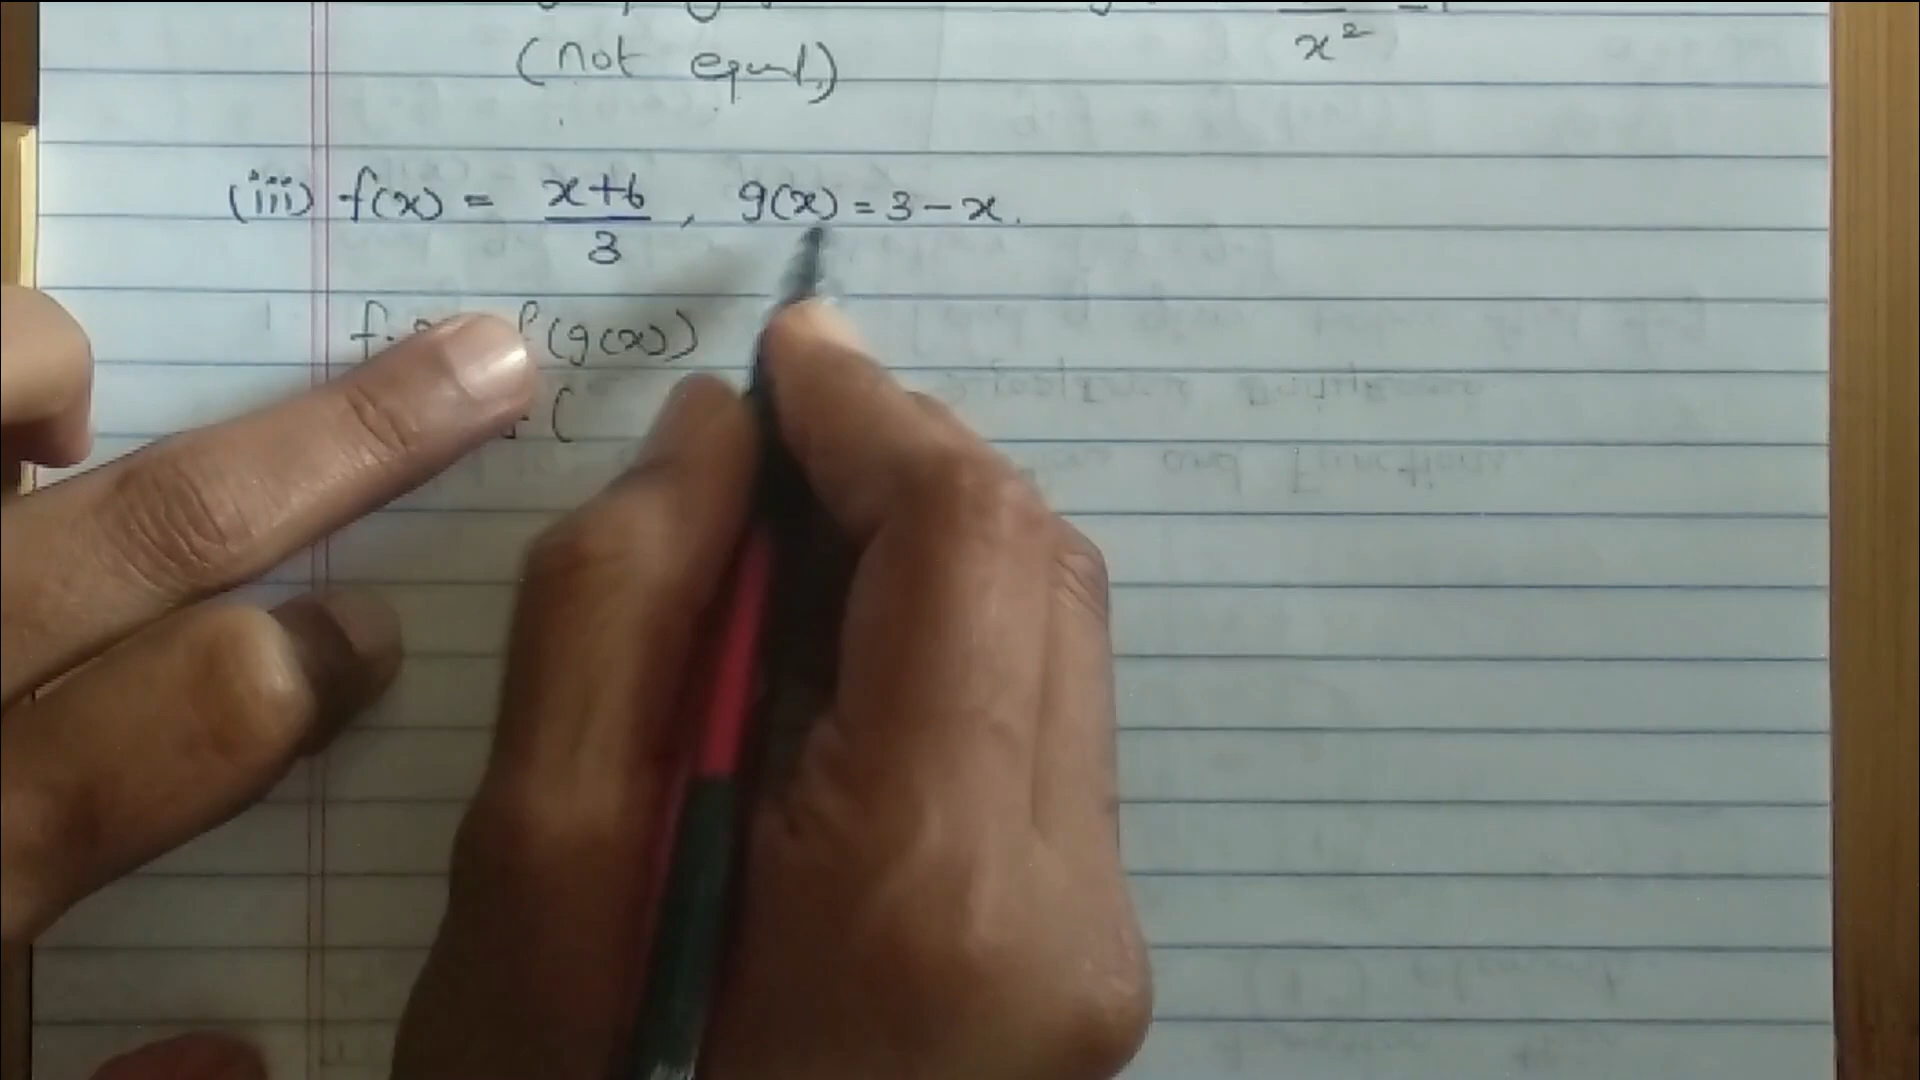 x²
(not equal)
(iii) f(x) = x+6/3, g(x) = 3 - x.
f(g(x))
(